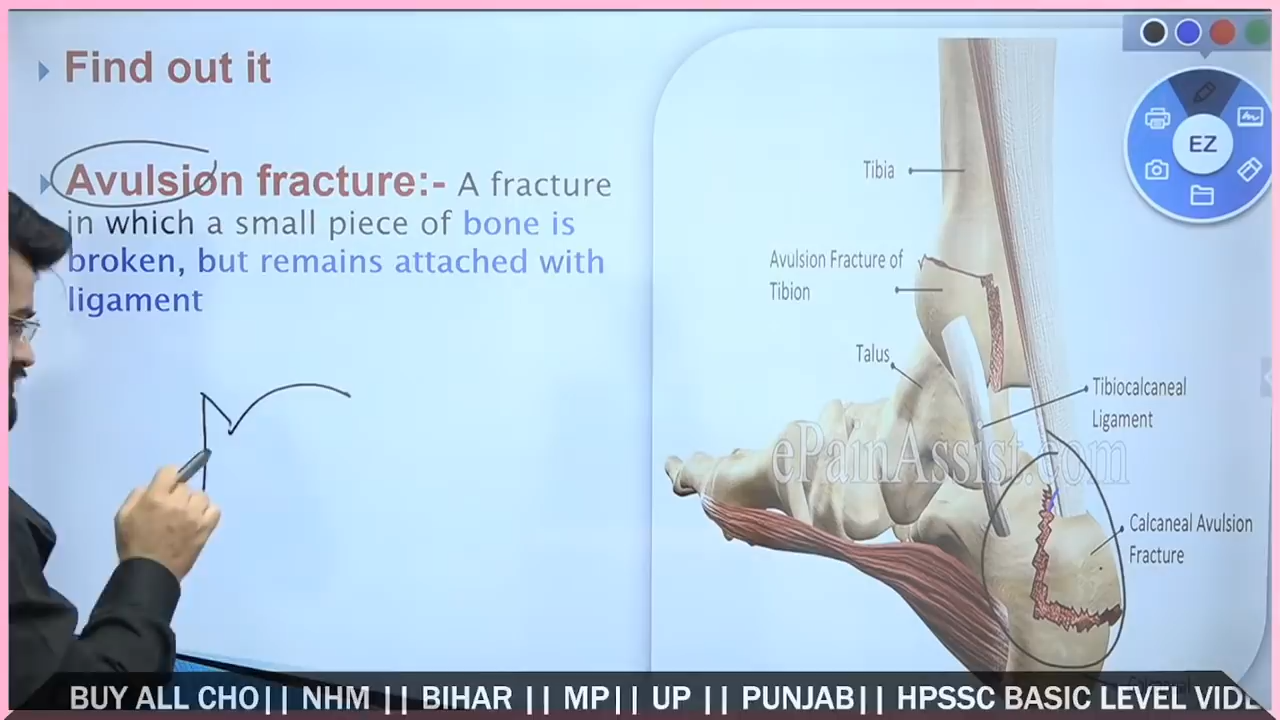 Find out it
Avulsion fracture:- A fracture
in which a small piece of bone is
broken, but remains attached with
ligament
EZ
Tibia
Avulsion Fracture of
Tibion
Talus
Tibiocalcaneal
Ligament
ePainAssist.com
Calcaneal Avulsion
Fracture
BUY ALL CHO|| NHM || BIHAR || MP|| UP || PUNJAB|| HPSSC BASIC LEVEL VIDE